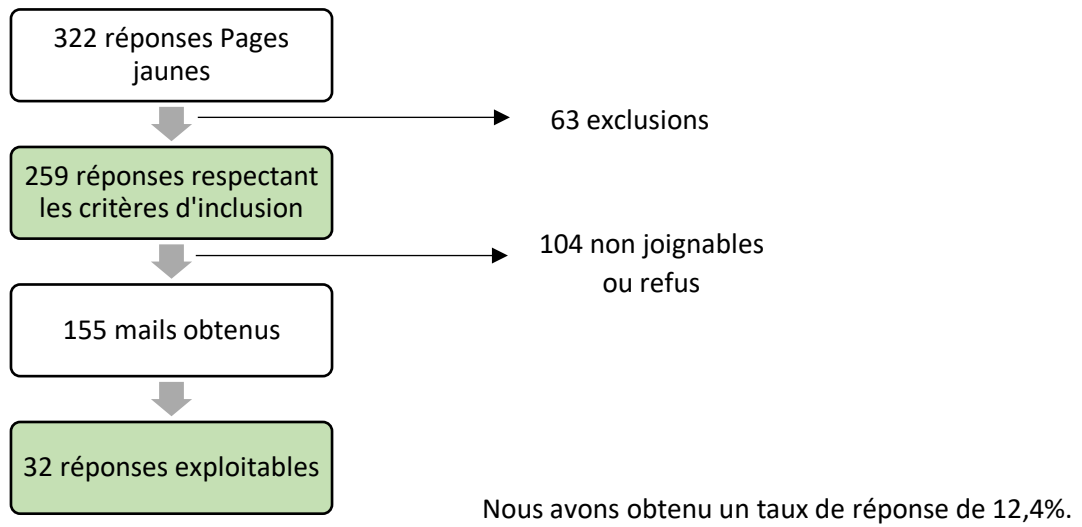 322 réponses Pages
jaunes
63 exclusions
259 réponses respectant
les critères d'inclusion
104 non joignables
ou refus
155 mails obtenus
32 réponses exploitables
Nous avons obtenu un taux de réponse de 12,4%.